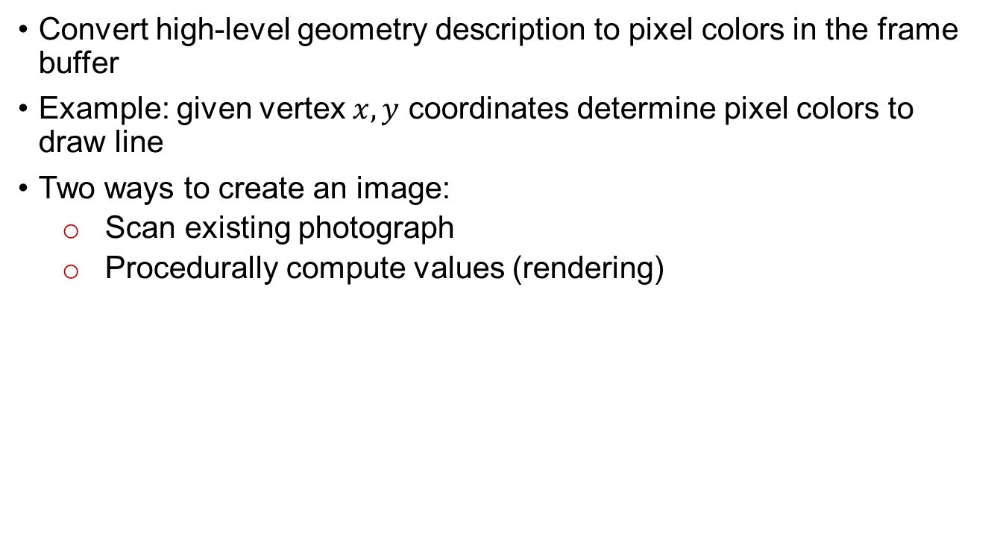 • Convert high-level geometry description to pixel colors in the frame
buffer
• Example: given vertex 𝑥, 𝑦 coordinates determine pixel colors to
draw line
• Two ways to create an image:
o Scan existing photograph
o Procedurally compute values (rendering)